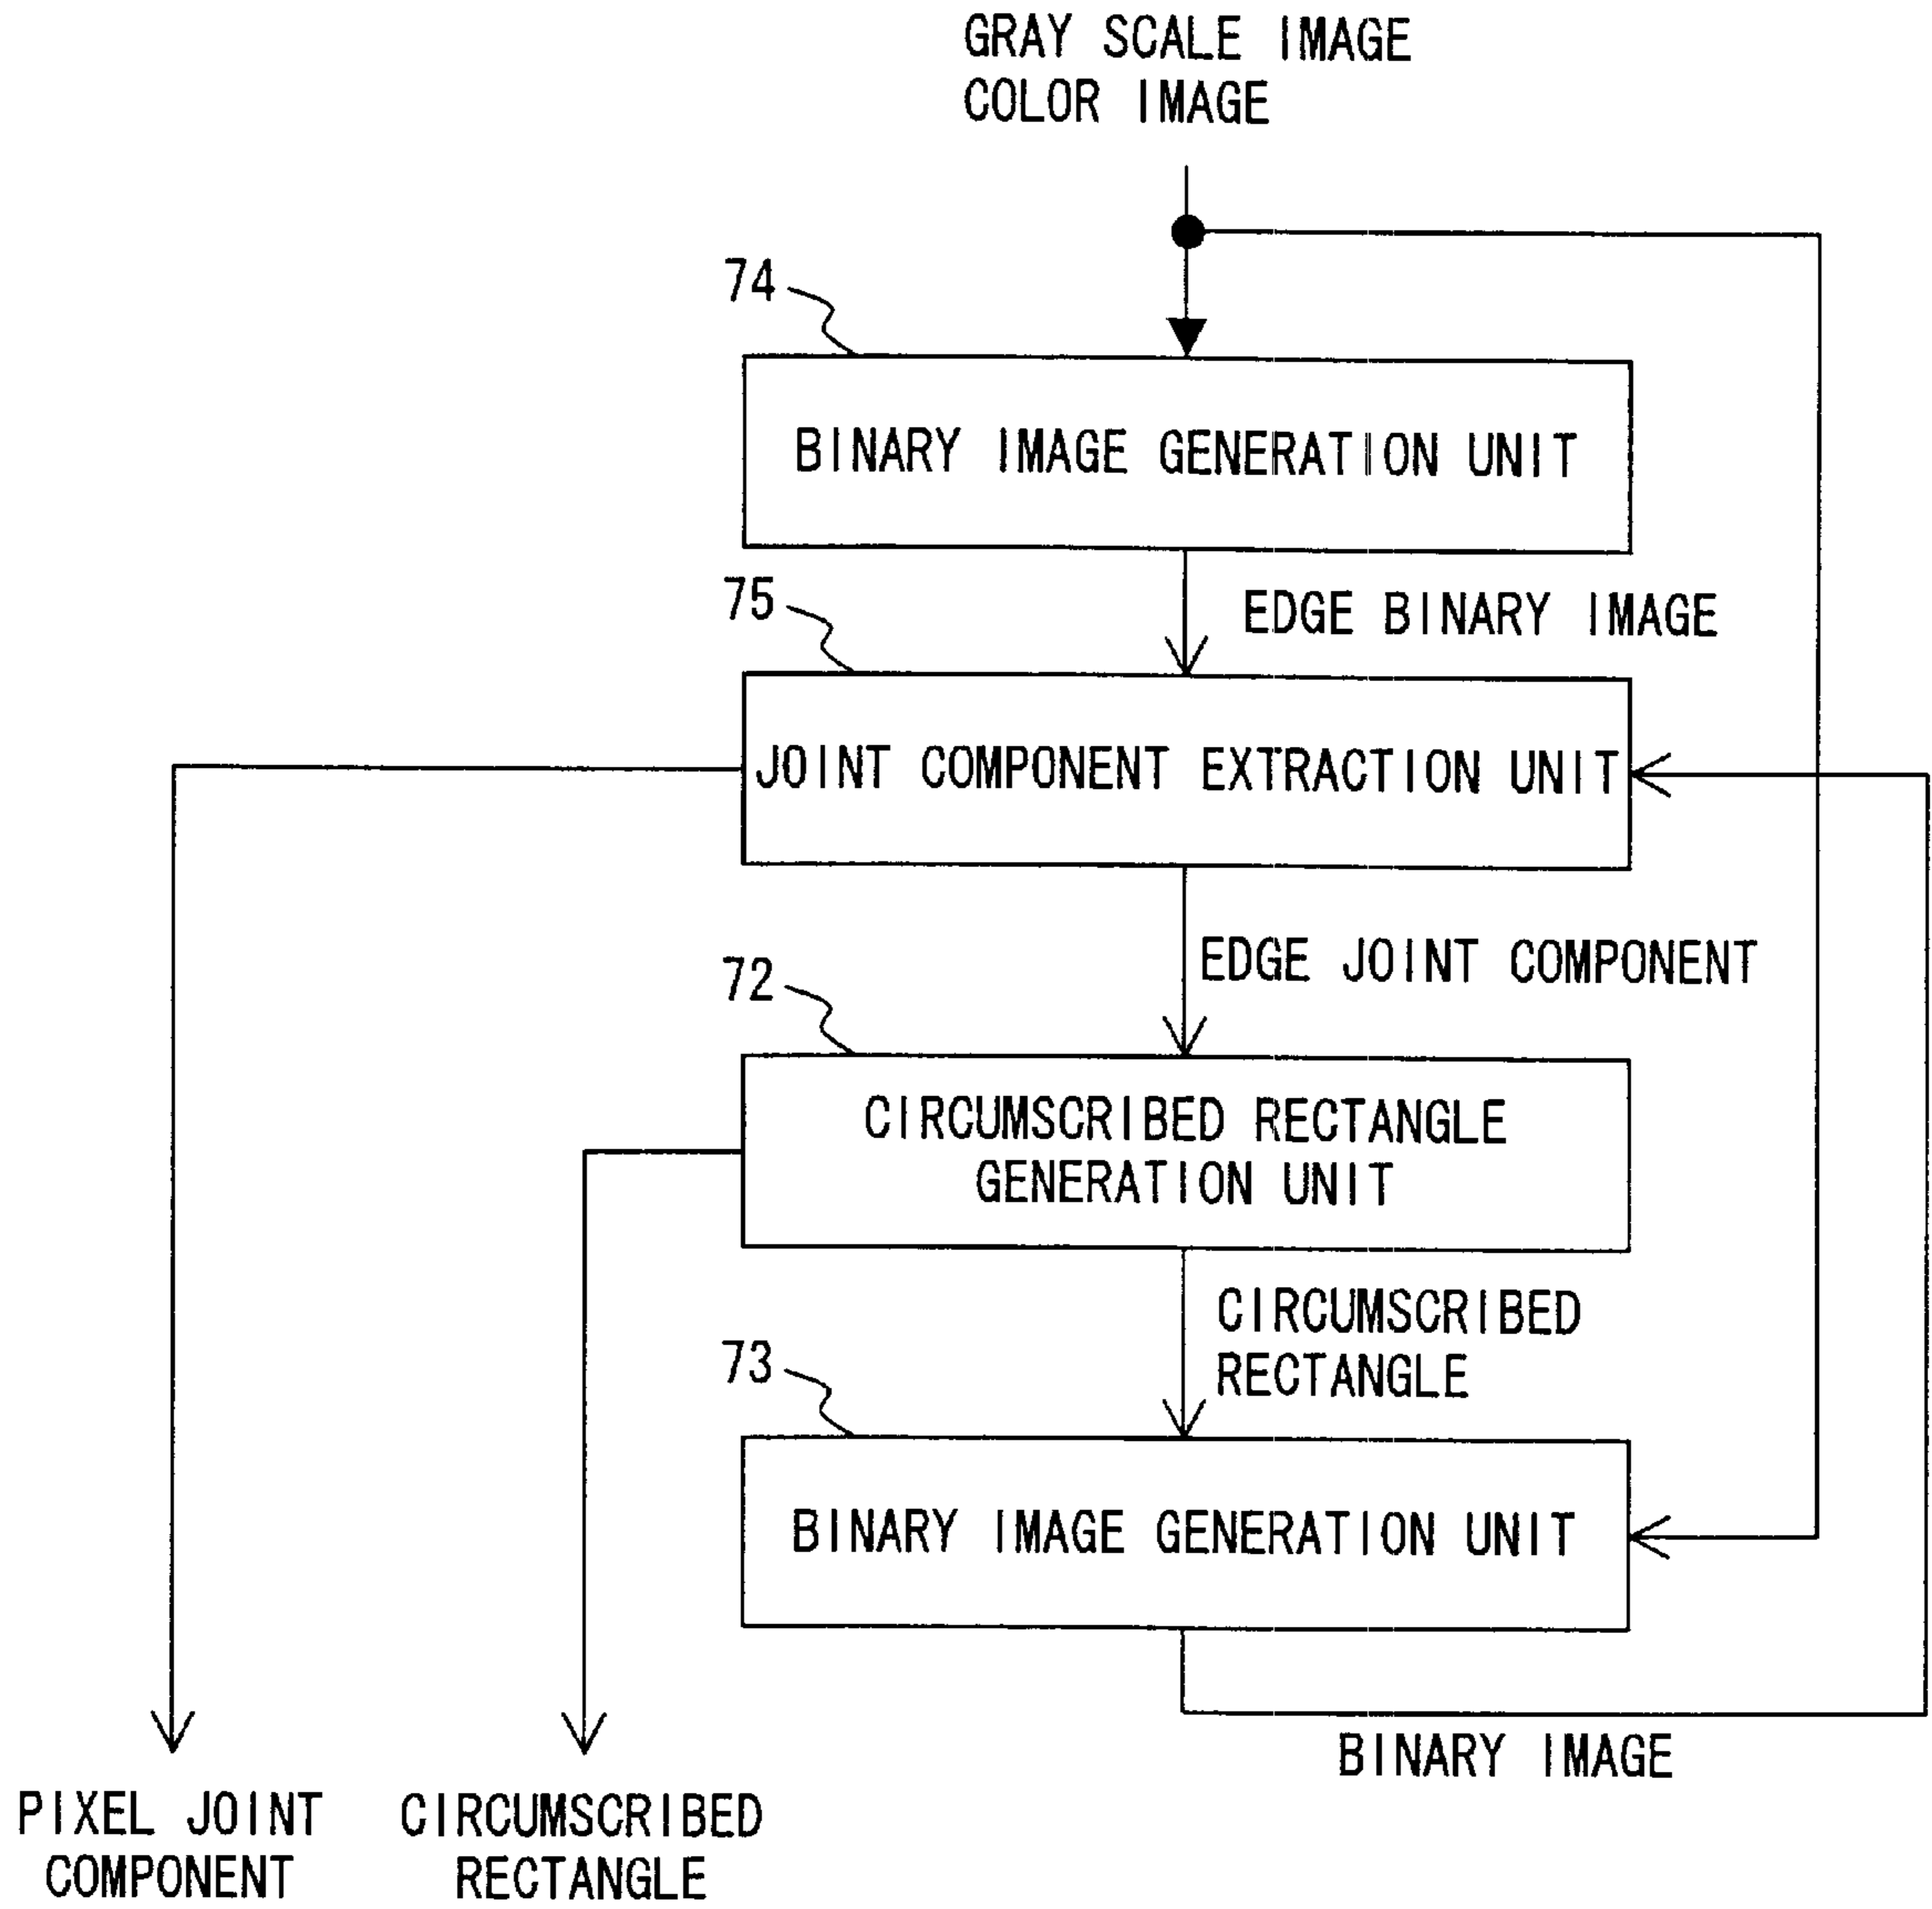 GRAY SCALE IMAGE
COLOR IMAGE
74
BINARY IMAGE GENERATION UNIT
75
EDGE BINARY IMAGE
JOINT COMPONENT EXTRACTION UNIT
EDGE JOINT COMPONENT
72
CIRCUMSCRIBED RECTANGLE
GENERATION UNIT
CIRCUMSCRIBED
RECTANGLE
73
BINARY IMAGE GENERATION UNIT
BINARY IMAGE
PIXEL JOINT
COMPONENT
CIRCUMSCRIBED
RECTANGLE